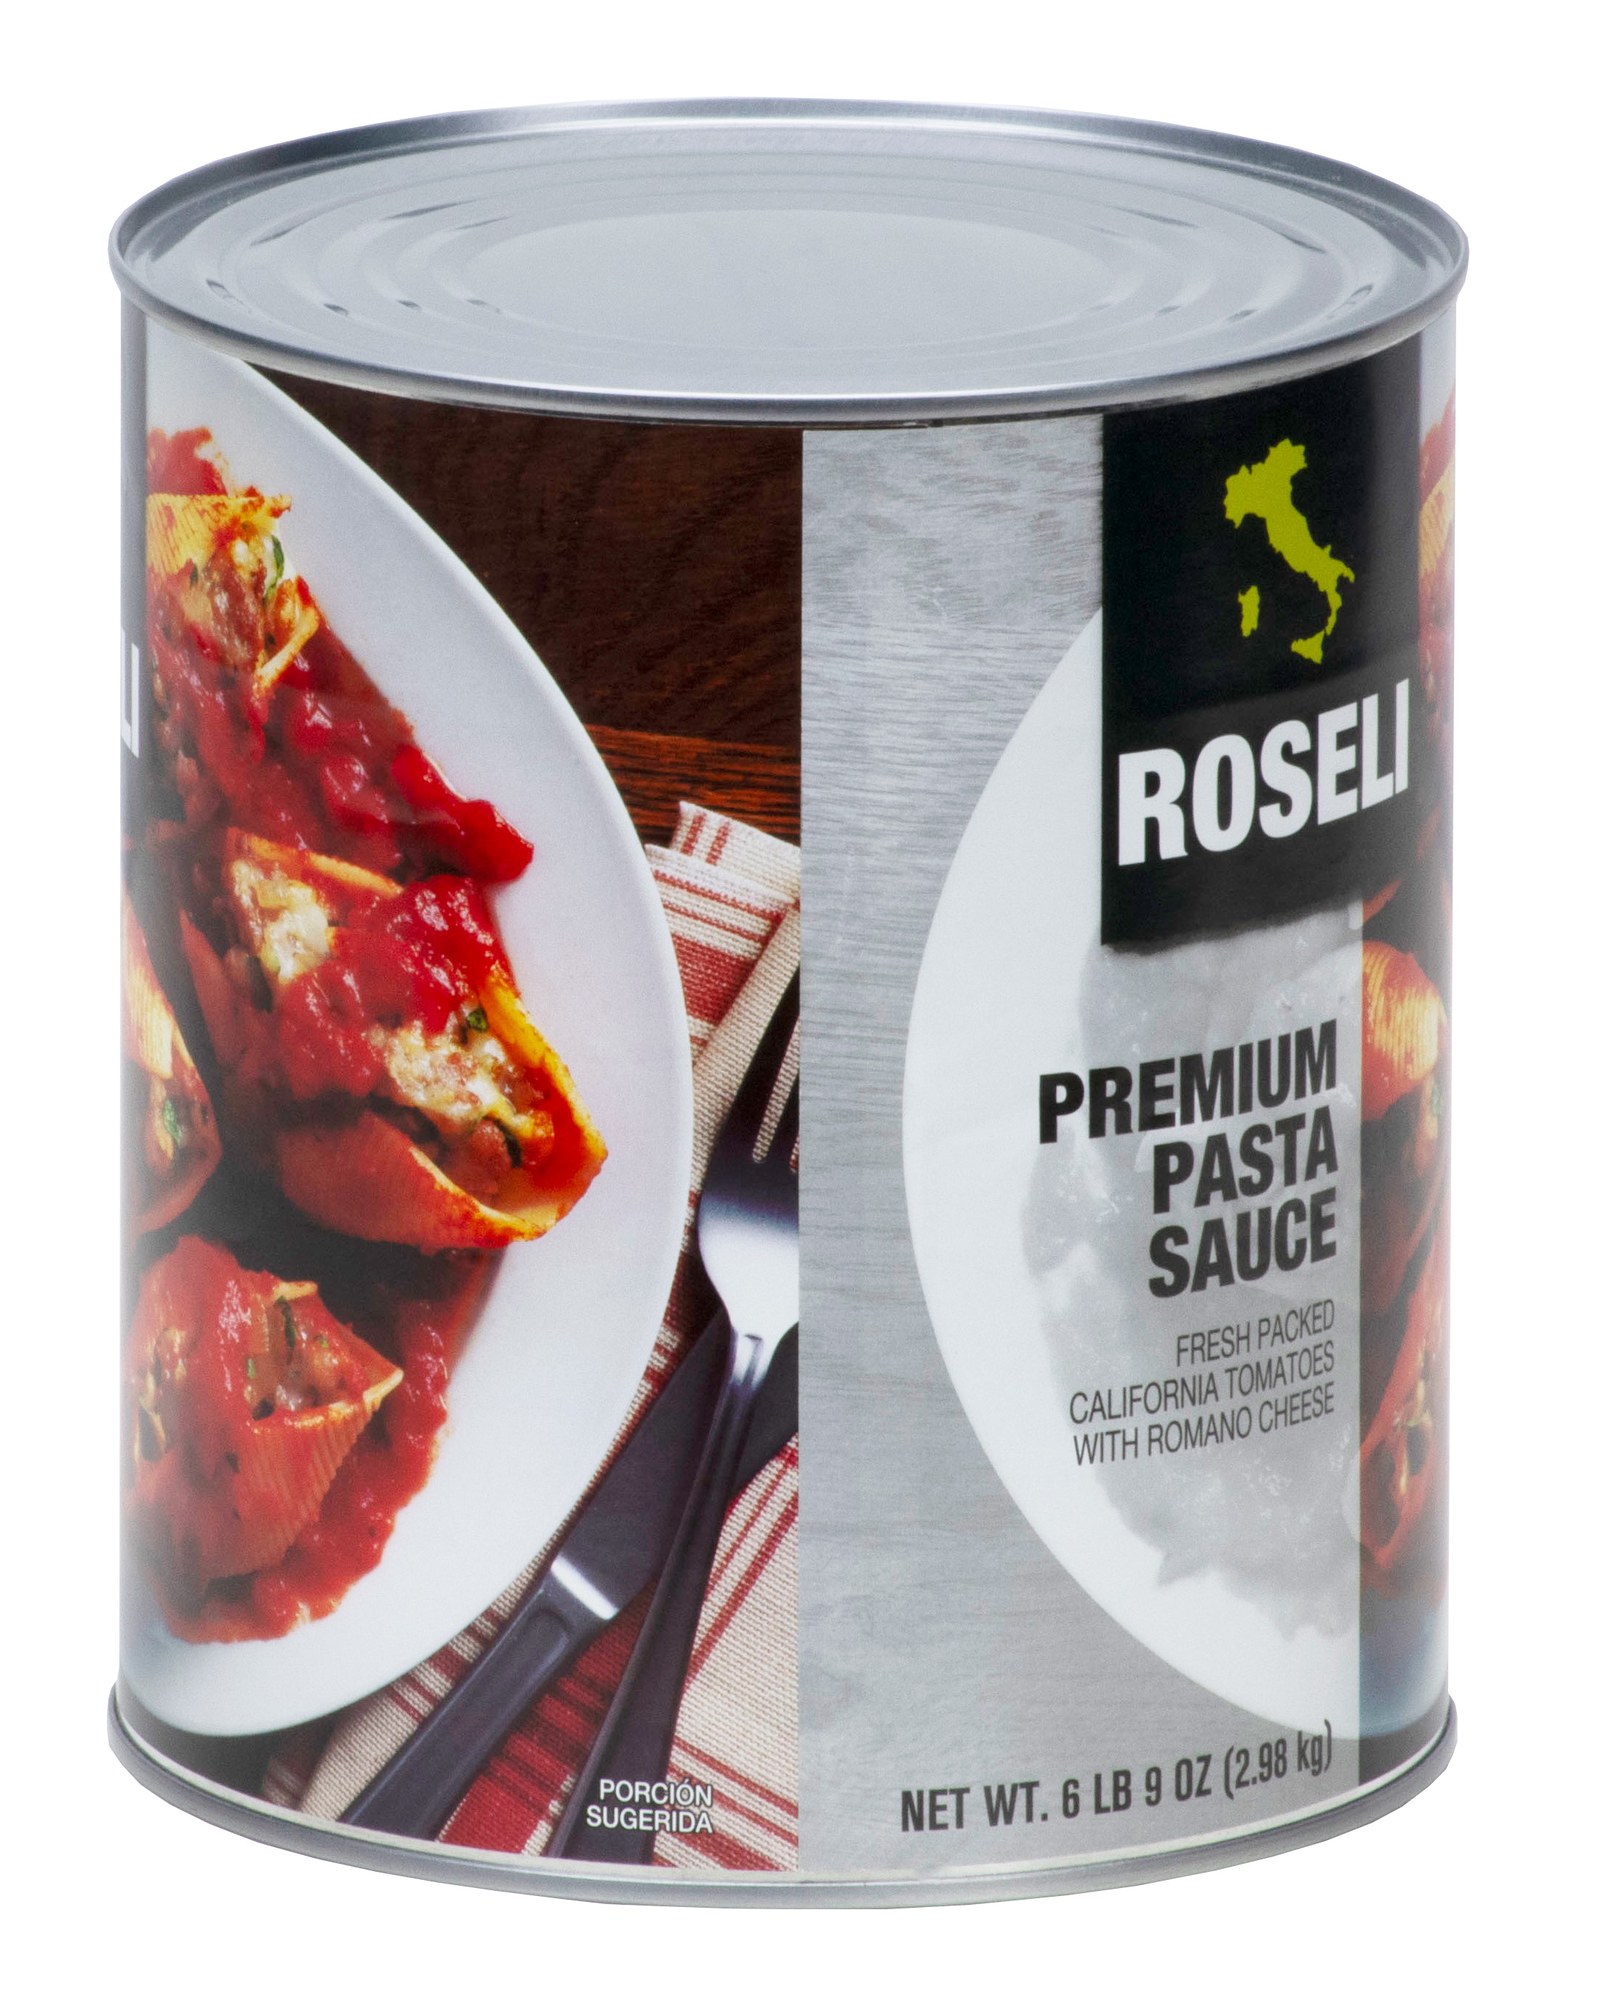 LI
ROSELI
PREMIUM
PASTA
SAUCE
FRESH PACKED
CALIFORNIA TOMATOES
WITH ROMANO CHEESE
NET WT. 6 LB 9 OZ (2.98 kg)
PORCIÓN
SUGERIDA